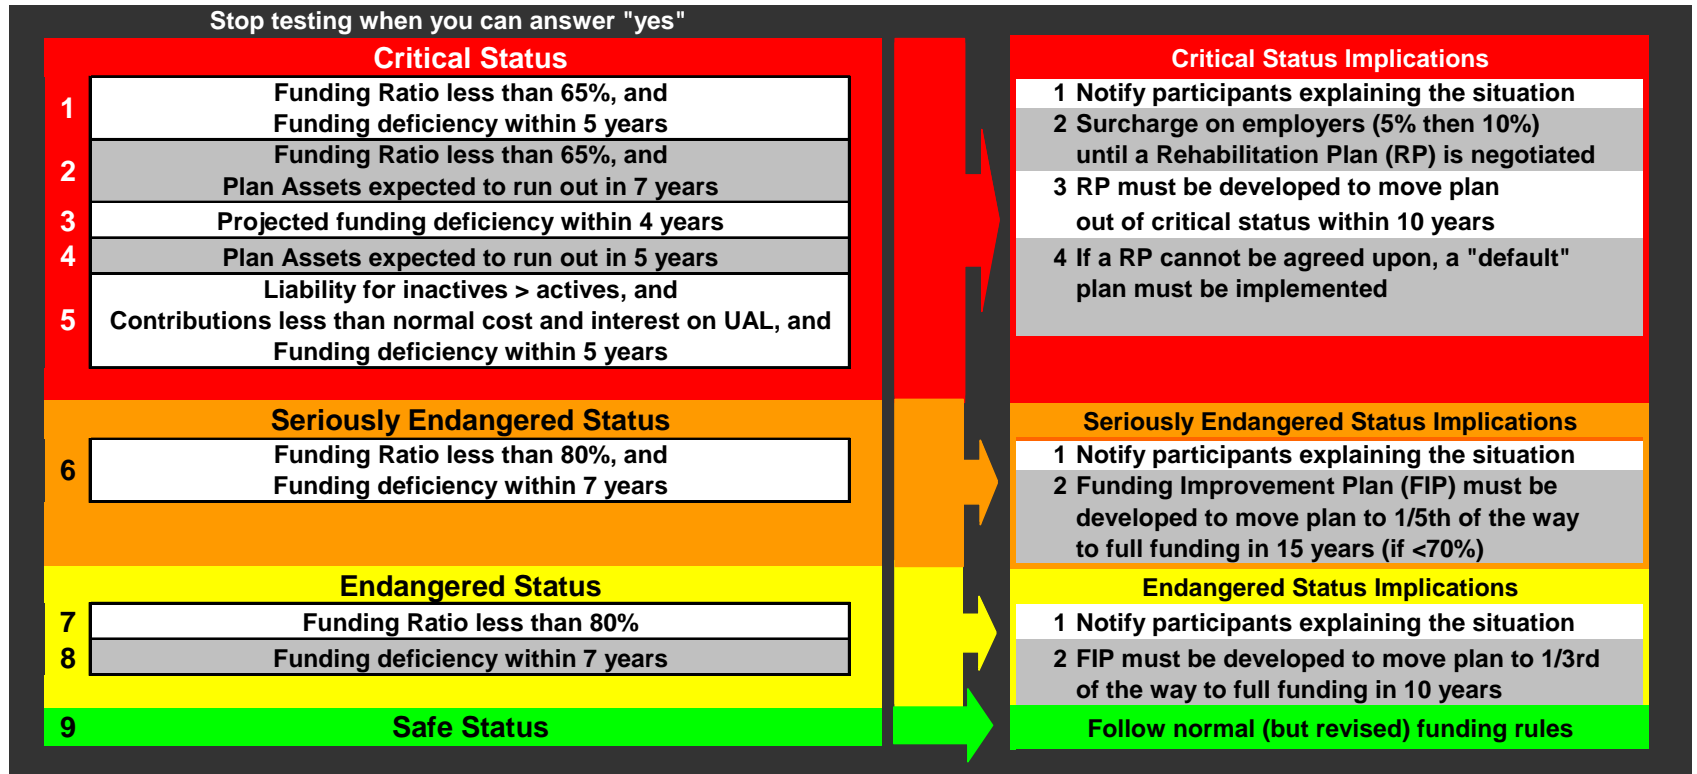 Stop testing when you can answer "yes"
Critical Status
1
Funding Ratio less than 65%, and
Funding deficiency within 5 years
2
Funding Ratio less than 65%, and
Plan Assets expected to run out in 7 years
3
Projected funding deficiency within 4 years
4
Plan Assets expected to run out in 5 years
5
Liability for inactives > actives, and
Contributions less than normal cost and interest on UAL, and
Funding deficiency within 5 years
Seriously Endangered Status
6
Funding Ratio less than 80%, and
Funding deficiency within 7 years
Endangered Status
7
Funding Ratio less than 80%
8
Funding deficiency within 7 years
9
Safe Status
Critical Status Implications
1 Notify participants explaining the situation
2 Surcharge on employers (5% then 10%)
until a Rehabilitation Plan (RP) is negotiated
3 RP must be developed to move plan
out of critical status within 10 years
4 If a RP cannot be agreed upon, a "default"
plan must be implemented
Seriously Endangered Status Implications
1 Notify participants explaining the situation
2 Funding Improvement Plan (FIP) must be
developed to move plan to 1/5th of the way
to full funding in 15 years (if <70%)
Endangered Status Implications
1 Notify participants explaining the situation
2 FIP must be developed to move plan to 1/3rd
of the way to full funding in 10 years
Follow normal (but revised) funding rules